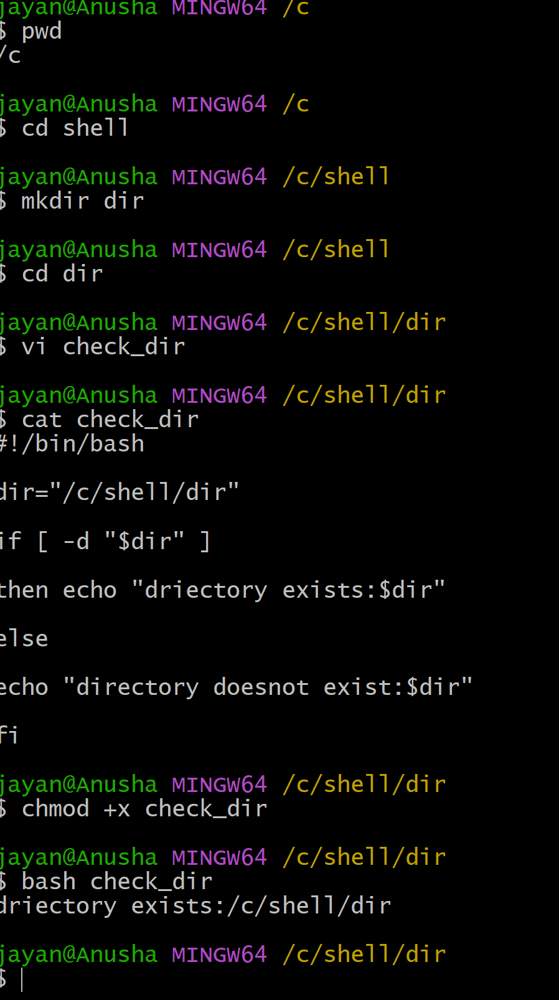 jayan@Anusha MINGW64 /c
$ pwd
/c
jayan@Anusha MINGW64 /c
$ cd shell
jayan@Anusha MINGW64 /c/shell
$ mkdir dir
jayan@Anusha MINGW64 /c/shell
$ cd dir
jayan@Anusha MINGW64 /c/shell/dir
$ vi check_dir
jayan@Anusha MINGW64 /c/shell/dir
$ cat check_dir
#!/bin/bash
dir="/c/shell/dir"
if [ -d "$dir" ]
then echo "driectory exists:$dir"
else
echo "directory doesnot exist:$dir"
fi
jayan@Anusha MINGW64 /c/shell/dir
$ chmod +x check_dir
jayan@Anusha MINGW64 /c/shell/dir
$ bash check_dir
driectory exists:/c/shell/dir
jayan@Anusha MINGW64 /c/shell/dir
$